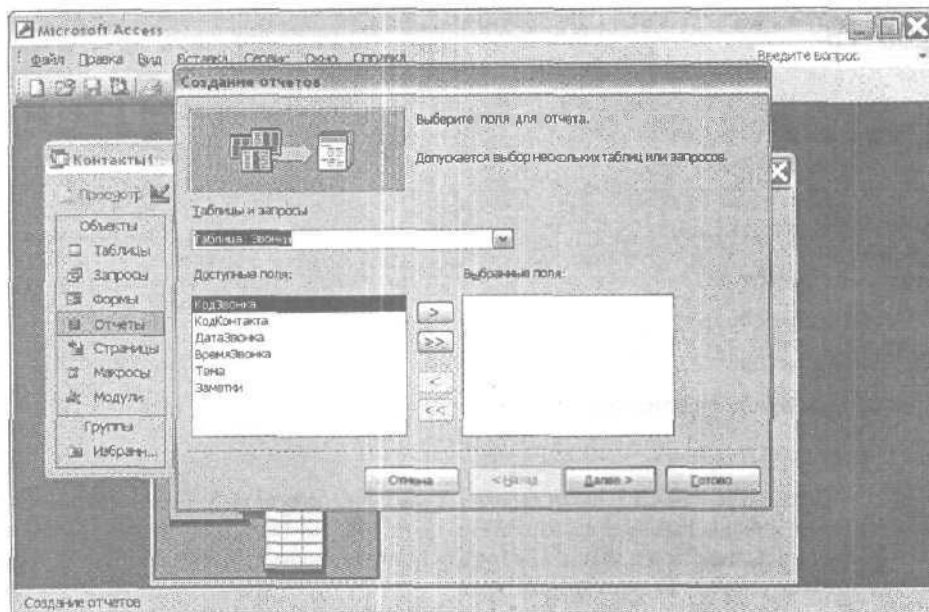 Microsoft Access
Файл Правка Вид Вставка Сервис Окно Справка
Введите вопрос
Создание отчетов
Выберите поля для отчета.
Допускается выбор нескольких таблиц или запросов.
Контакты1
Просмотр
Таблицы и запросы
Таблица: Звонки
Объекты
Таблицы
Запросы
Формы
Отчеты
Страницы
Макросы
Модули
Группы
Избранн...
Доступные поля:
КодЗвонка
КодКонтакта
ДатаЗвонка
ВремяЗвонка
Тема
Заметки
>
>>
<
<<
Выбранные поля:
Отмена
< Назад
Далее >
Готово
Создание отчетов